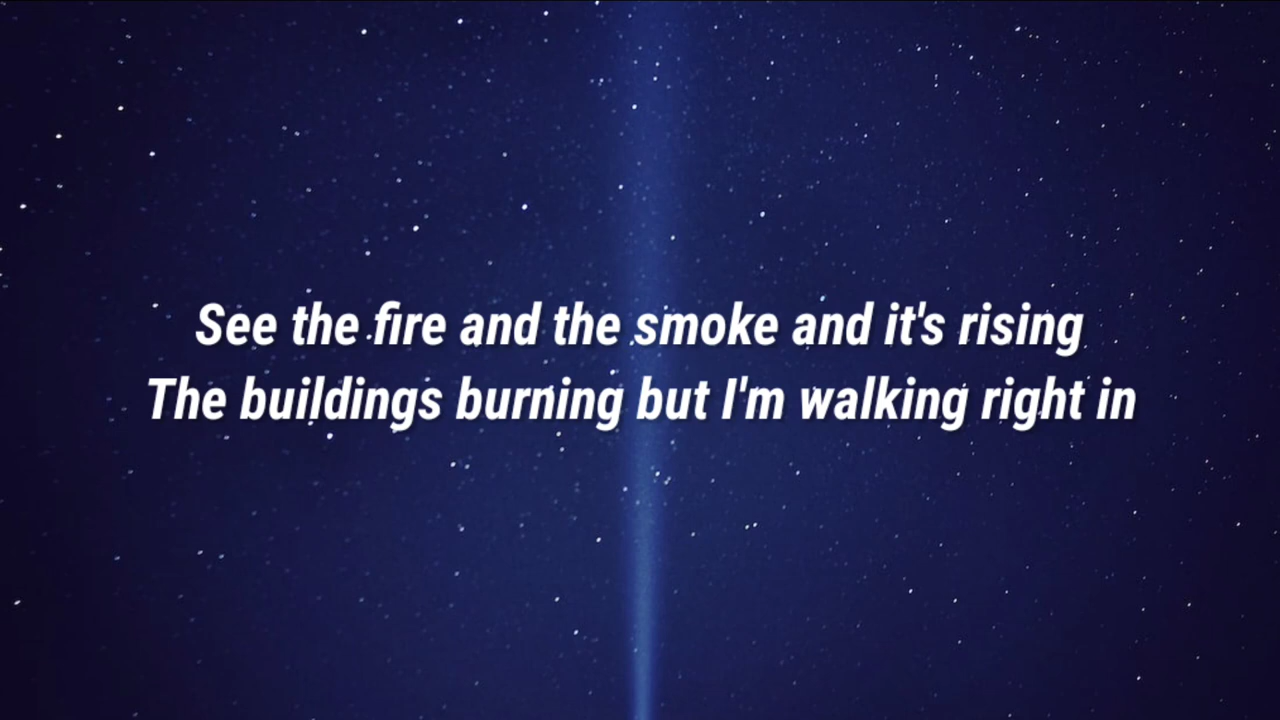 See the fire and the smoke and it's rising
The buildings burning but I'm walking right in